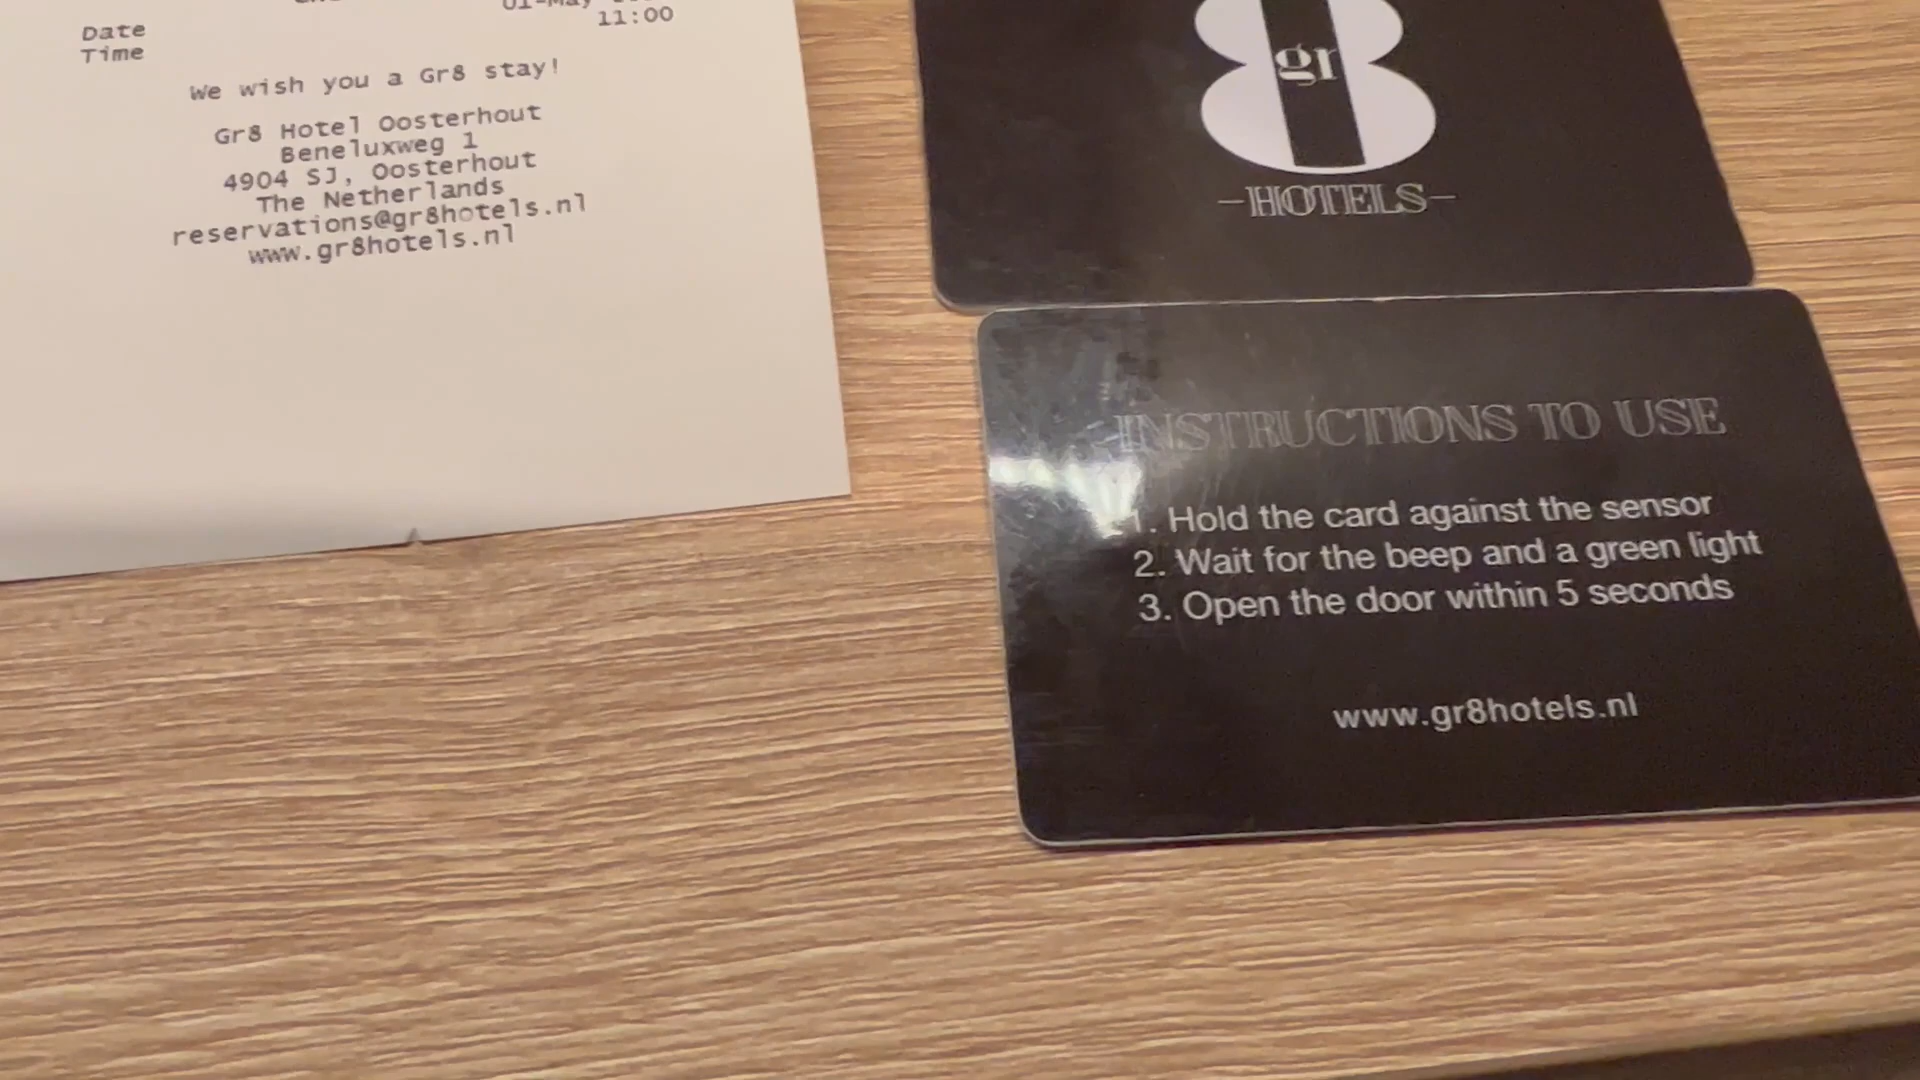 Date
Time
11:00
We wish you a Gr8 stay!
Gr8 Hotel Oosterhout
Beneluxweg 1
4904 SJ, Oosterhout
The Netherlands
reservations@gr8hotels.nl
www.gr8hotels.nl
gr
-HOTELS-
INSTRUCTIONS TO USE
1. Hold the card against the sensor
2. Wait for the beep and a green light
3. Open the door within 5 seconds
www.gr8hotels.nl